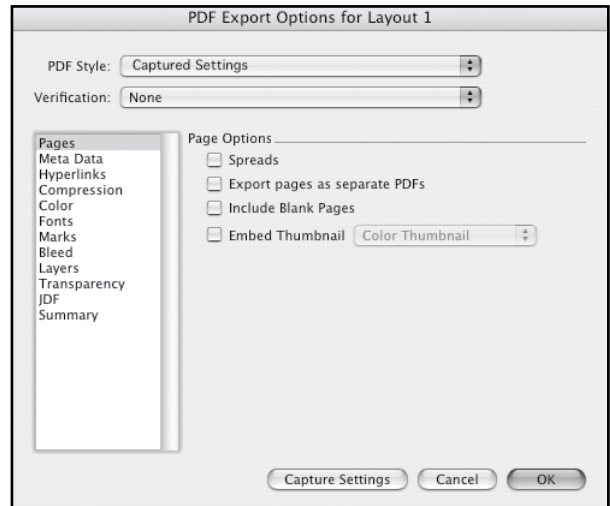 PDF Export Options for Layout 1
PDF Style: Captured Settings
Verification: None
Pages
Meta Data
Hyperlinks
Compression
Color
Fonts
Marks
Bleed
Layers
Transparency
JDF
Summary
Page Options
Spreads
Export pages as separate PDFs
Include Blank Pages
Embed Thumbnail Color Thumbnail
Capture Settings Cancel OK